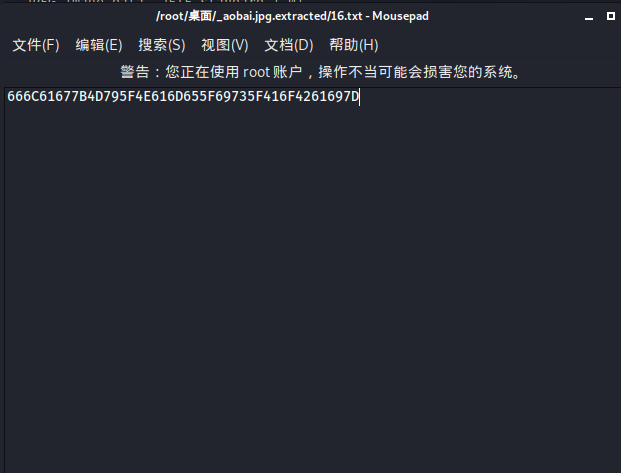 /root/桌面/_aobai.jpg.extracted/16.txt - Mousepad
文件(F) 编辑(E) 搜索(S) 视图(V) 文档(D) 帮助(H)
警告：您正在使用 root 账户，操作不当可能会损害您的系统。
666C61677B4D795F4E616D655F69735F416F4261697D